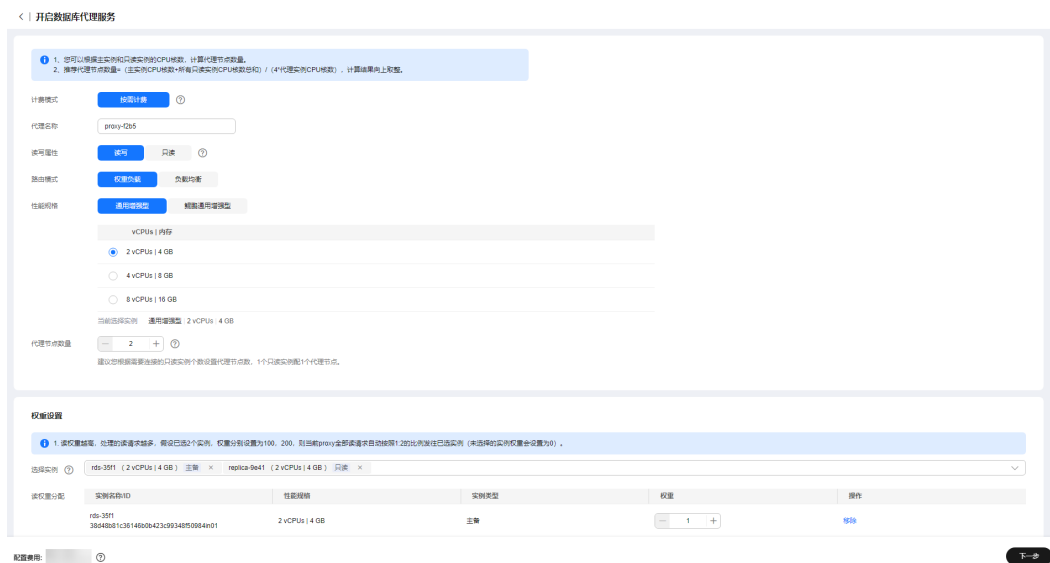 < | 开启数据库代理服务
1、您可以根据主实例和只读实例的CPU核数，计算代理节点数量。
2、推荐代理节点数量=（主实例CPU核数+所有只读实例CPU核数总和）/（4*代理实例CPU核数），计算结果向上取整。
计费模式 按需计费
代理名称 proxy-f2b5
读写属性 读写 只读
路由模式 权重负载 负载均衡
性能规格 通用增强型 鲲鹏通用增强型
vCPUs | 内存
2 vCPUs | 4 GB
4 vCPUs | 8 GB
8 vCPUs | 16 GB
当前选择实例 通用增强型 | 2 vCPUs | 4 GB
代理节点数量 2
建议您根据需要连接的只读实例个数设置代理节点数，1个只读实例配1个代理节点。
权重设置
1. 读权重越高，处理的读请求越多，假设已选2个实例，权重分别设置为100、200，则当前proxy全部读请求自动按照1:2的比例发往已选实例（未选择的实例权重会设置为0）。
选择实例 rds-35f1 （2 vCPUs | 4 GB） 主备 × replica-9e41 （2 vCPUs | 4 GB） 只读 ×
读权重分配 实例名称/ID 性能规格 实例类型 权重 操作
rds-35f1
38d48b81c36146b0b423c99348f50984in01 2 vCPUs | 4 GB 主备 1 移除
配置费用: 下一步